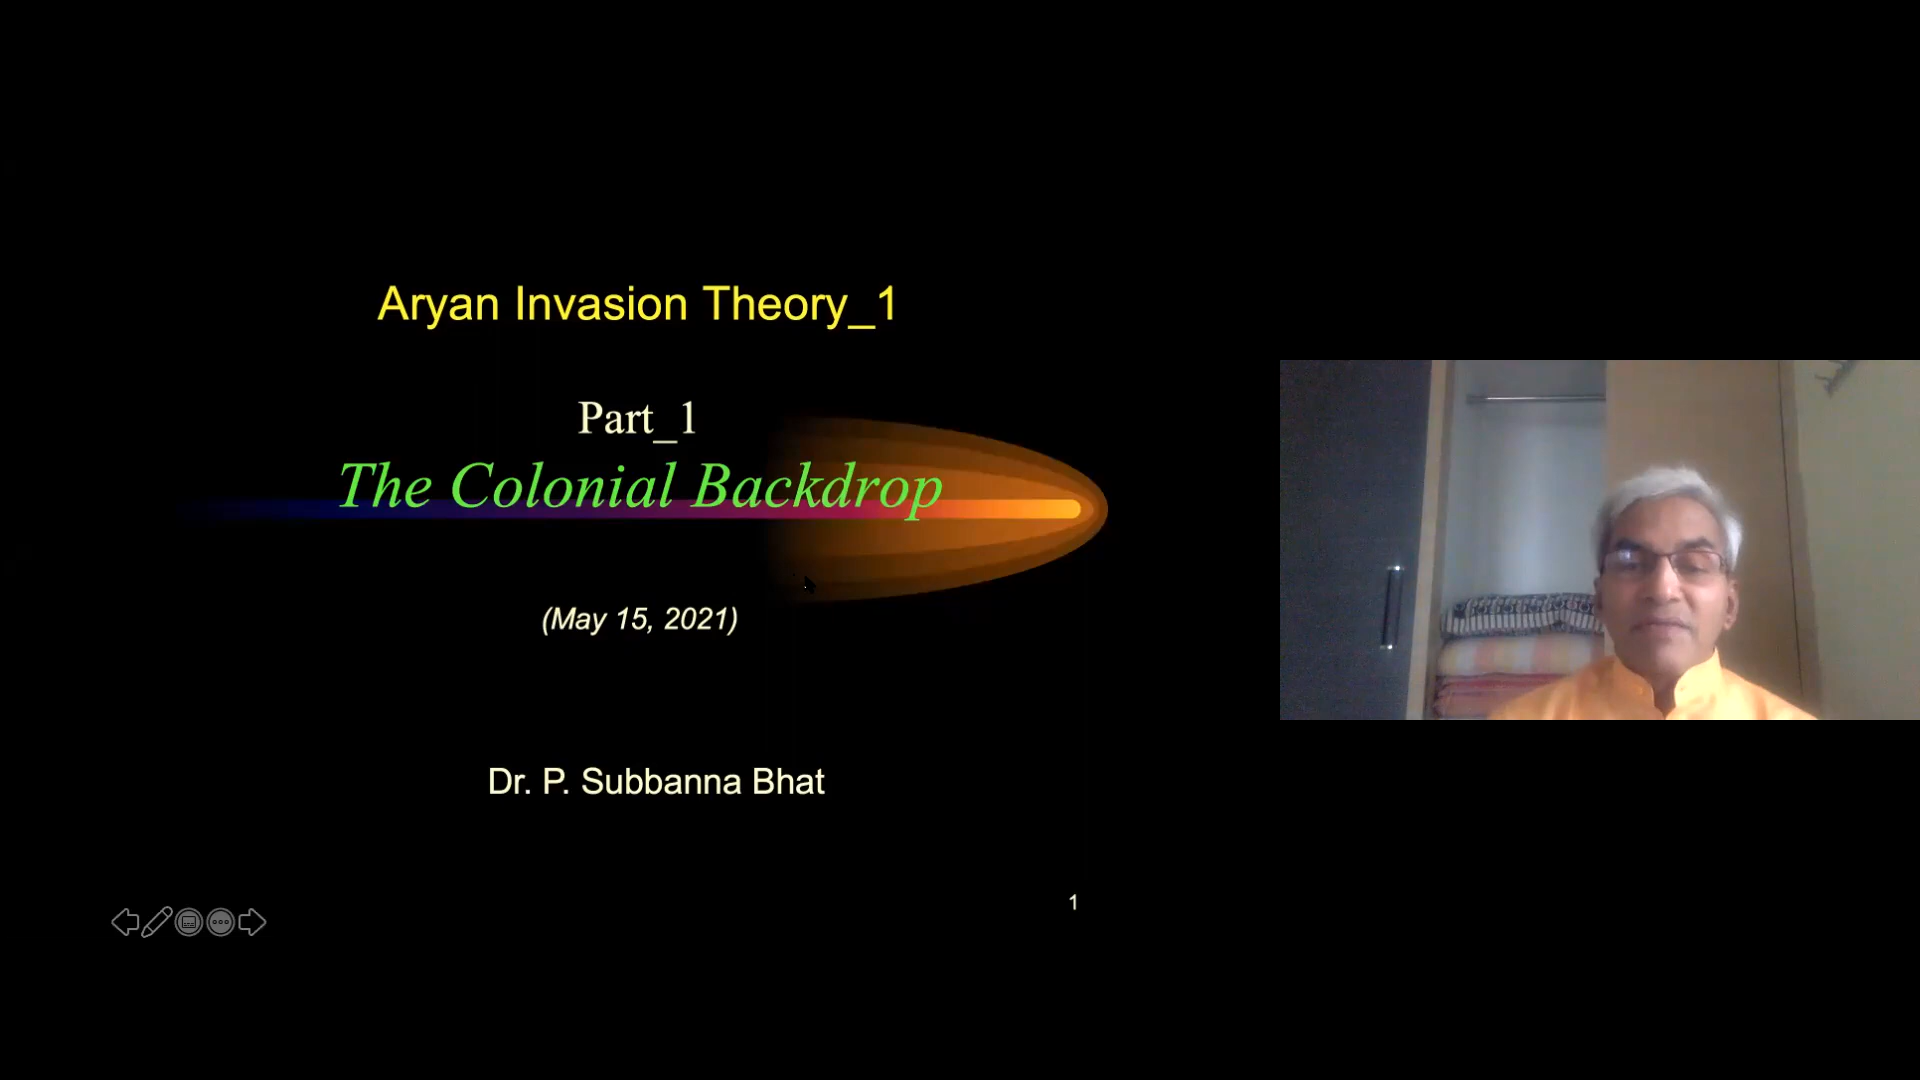 Aryan Invasion Theory_1
Part_1
The Colonial Backdrop
(May 15, 2021)
Dr. P. Subbanna Bhat
1